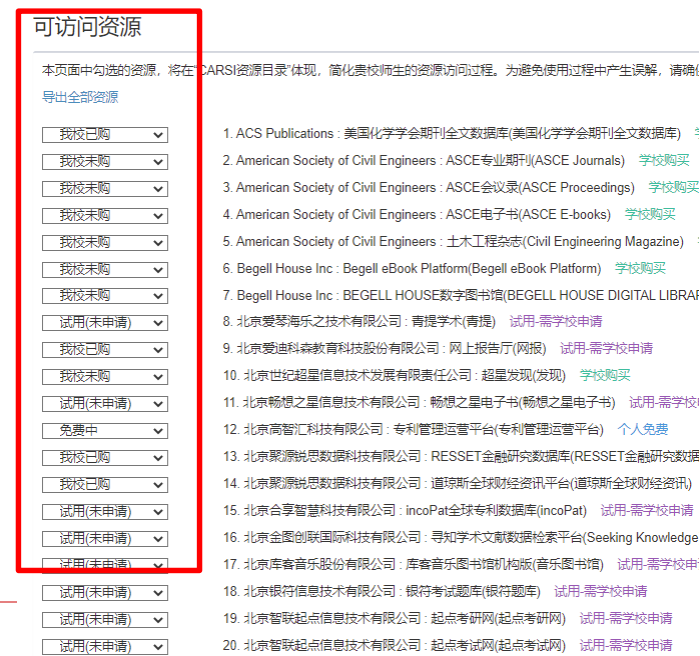 可访问资源
本页面中勾选的资源，将在"CARSI资源目录"体现，简化贵校师生的资源访问过程。为避免使用过程中产生误解，请确
导出全部资源
我校已购 1. ACS Publications : 美国化学学会期刊全文数据库(美国化学学会期刊全文数据库)
我校未购 2. American Society of Civil Engineers : ASCE专业期刊(ASCE Journals) 学校购买
我校未购 3. American Society of Civil Engineers : ASCE会议录(ASCE Proceedings) 学校购买
我校未购 4. American Society of Civil Engineers : ASCE电子书(ASCE E-books) 学校购买
我校未购 5. American Society of Civil Engineers : 土木工程杂志(Civil Engineering Magazine)
我校未购 6. Begell House Inc : Begell eBook Platform(Begell eBook Platform) 学校购买
我校未购 7. Begell House Inc : BEGELL HOUSE数字图书馆(BEGELL HOUSE DIGITAL LIBRAR
试用(未申请) 8. 北京爱琴海乐之技术有限公司 : 青提学术(青提) 试用-需学校申请
我校已购 9. 北京爱迪科森教育科技股份有限公司 : 网上报告厅(网报) 试用-需学校申请
我校未购 10. 北京世纪超星信息技术发展有限责任公司 : 超星发现(发现) 学校购买
试用(未申请) 11. 北京畅想之星信息技术有限公司 : 畅想之星电子书(畅想之星电子书) 试用-需学校
免费中 12. 北京高智汇科技有限公司 : 专利管理运营平台(专利管理运营平台) 个人免费
我校已购 13. 北京聚源锐思数据科技有限公司 : RESSET金融研究数据库(RESSET金融研究数据
我校已购 14. 北京聚源锐思数据科技有限公司 : 道琼斯全球财经资讯平台(道琼斯全球财经资讯)
试用(未申请) 15. 北京合享智慧科技有限公司 : incoPat全球专利数据库(incoPat) 试用-需学校申请
试用(未申请) 16. 北京金图创联国际科技有限公司 : 寻知学术文献数据检索平台(Seeking Knowledge
试用(未申请) 17. 北京库客音乐股份有限公司 : 库客音乐图书馆机构版(音乐图书馆) 试用-需学校申
试用(未申请) 18. 北京银符信息技术有限公司 : 银符考试题库(银符题库) 试用-需学校申请
试用(未申请) 19. 北京智联起点信息技术有限公司 : 起点考研网(起点考研网) 试用-需学校申请
试用(未申请) 20. 北京智联起点信息技术有限公司 : 起点考试网(起点考试网) 试用-需学校申请